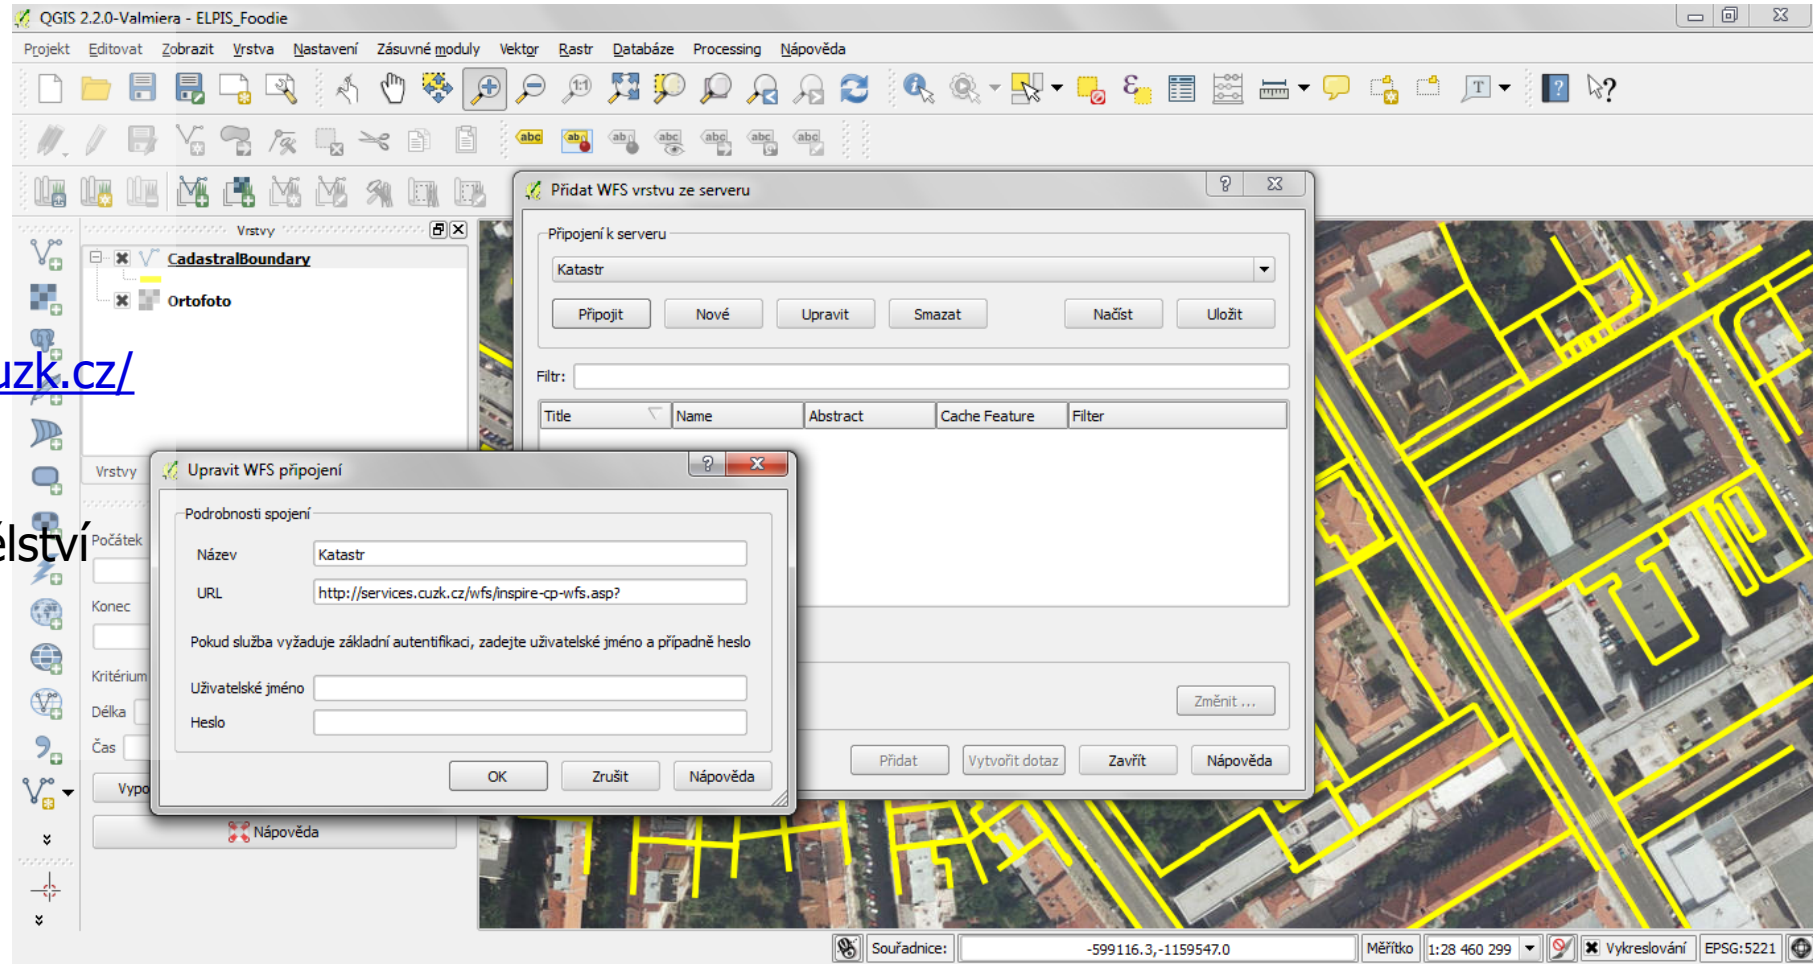 QGIS 2.2.0-Valmiera - ELPIS_Foodie
Projekt Editovat Zobrazit Vrstva Nastavení Zásuvné moduly Vektor Rastr Databáze Processing Nápověda
Přidat WFS vrstvu ze serveru
Vrstvy
CadastralBoundary
Ortofoto
Připojení k serveru
Katastr
Připojit Nové Upravit Smazat Načíst Uložit
uzk.cz/
Filtr:
Title Name Abstract Cache Feature Filter
Vrstvy
Upravit WFS připojení
Podrobnosti spojení
ělství
Počátek
Název Katastr
URL http://services.cuzk.cz/wfs/inspire-cp-wfs.asp?
Konec
Pokud služba vyžaduje základní autentifikaci, zadejte uživatelské jméno a případně heslo
Kritérium
Uživatelské jméno
Změnit ...
Délka
Heslo
Čas
Přidat Vytvořit dotaz Zavřít Nápověda
OK Zrušit Nápověda
Vypo
Nápověda
Souřadnice: -599116.3,-1159547.0 Měřítko 1:28 460 299 Vykreslování EPSG:5221